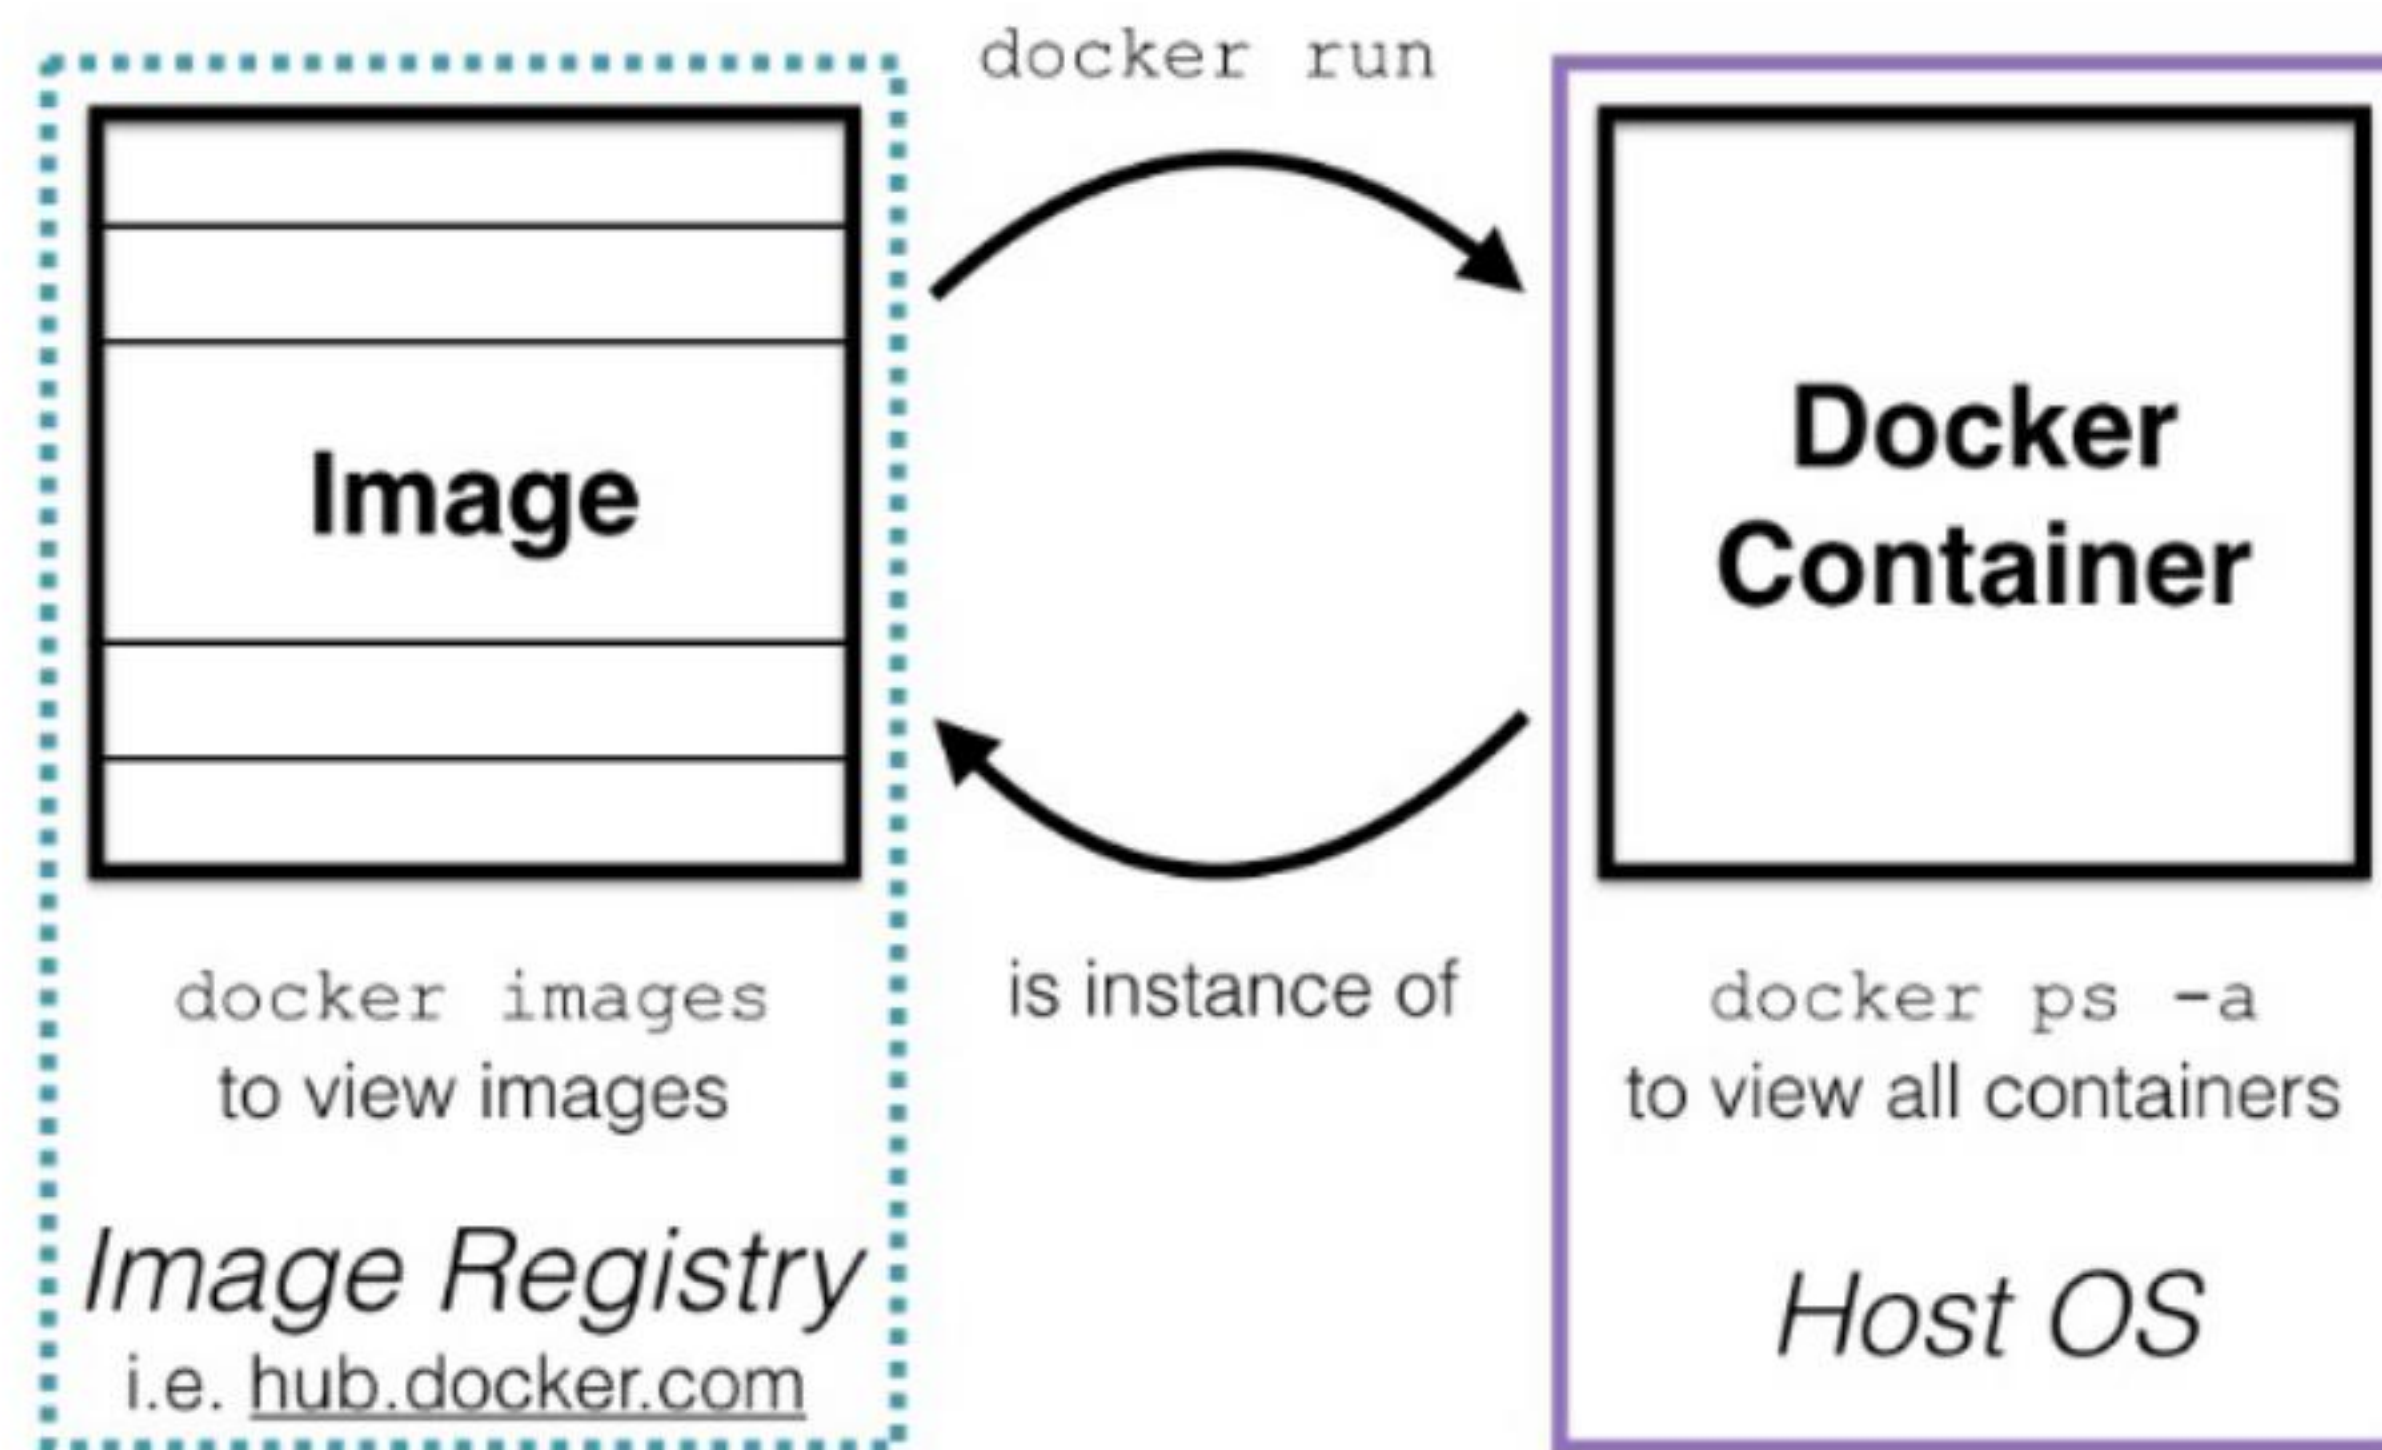 docker run
Image
Docker
Container
docker images
to view images
is instance of
docker ps -a
to view all containers
Image Registry
i.e. hub.docker.com
Host OS